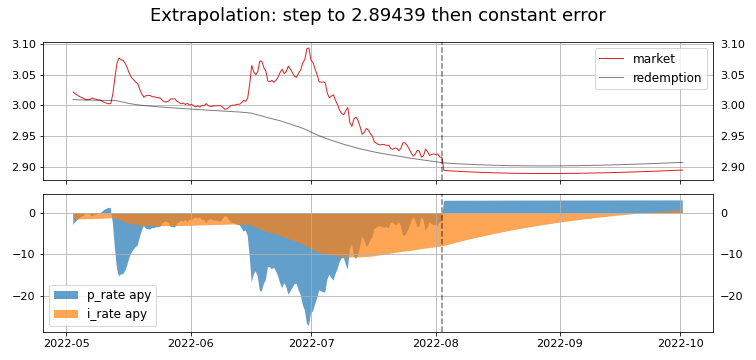 Extrapolation: step to 2.89439 then constant error
3.10 3.10
3.05 3.05
3.00 3.00
2.95 2.95
2.90 2.90
market
redemption
0 0
−10 −10
−20 −20
p_rate apy
i_rate apy
2022-05 2022-06 2022-07 2022-08 2022-09 2022-10